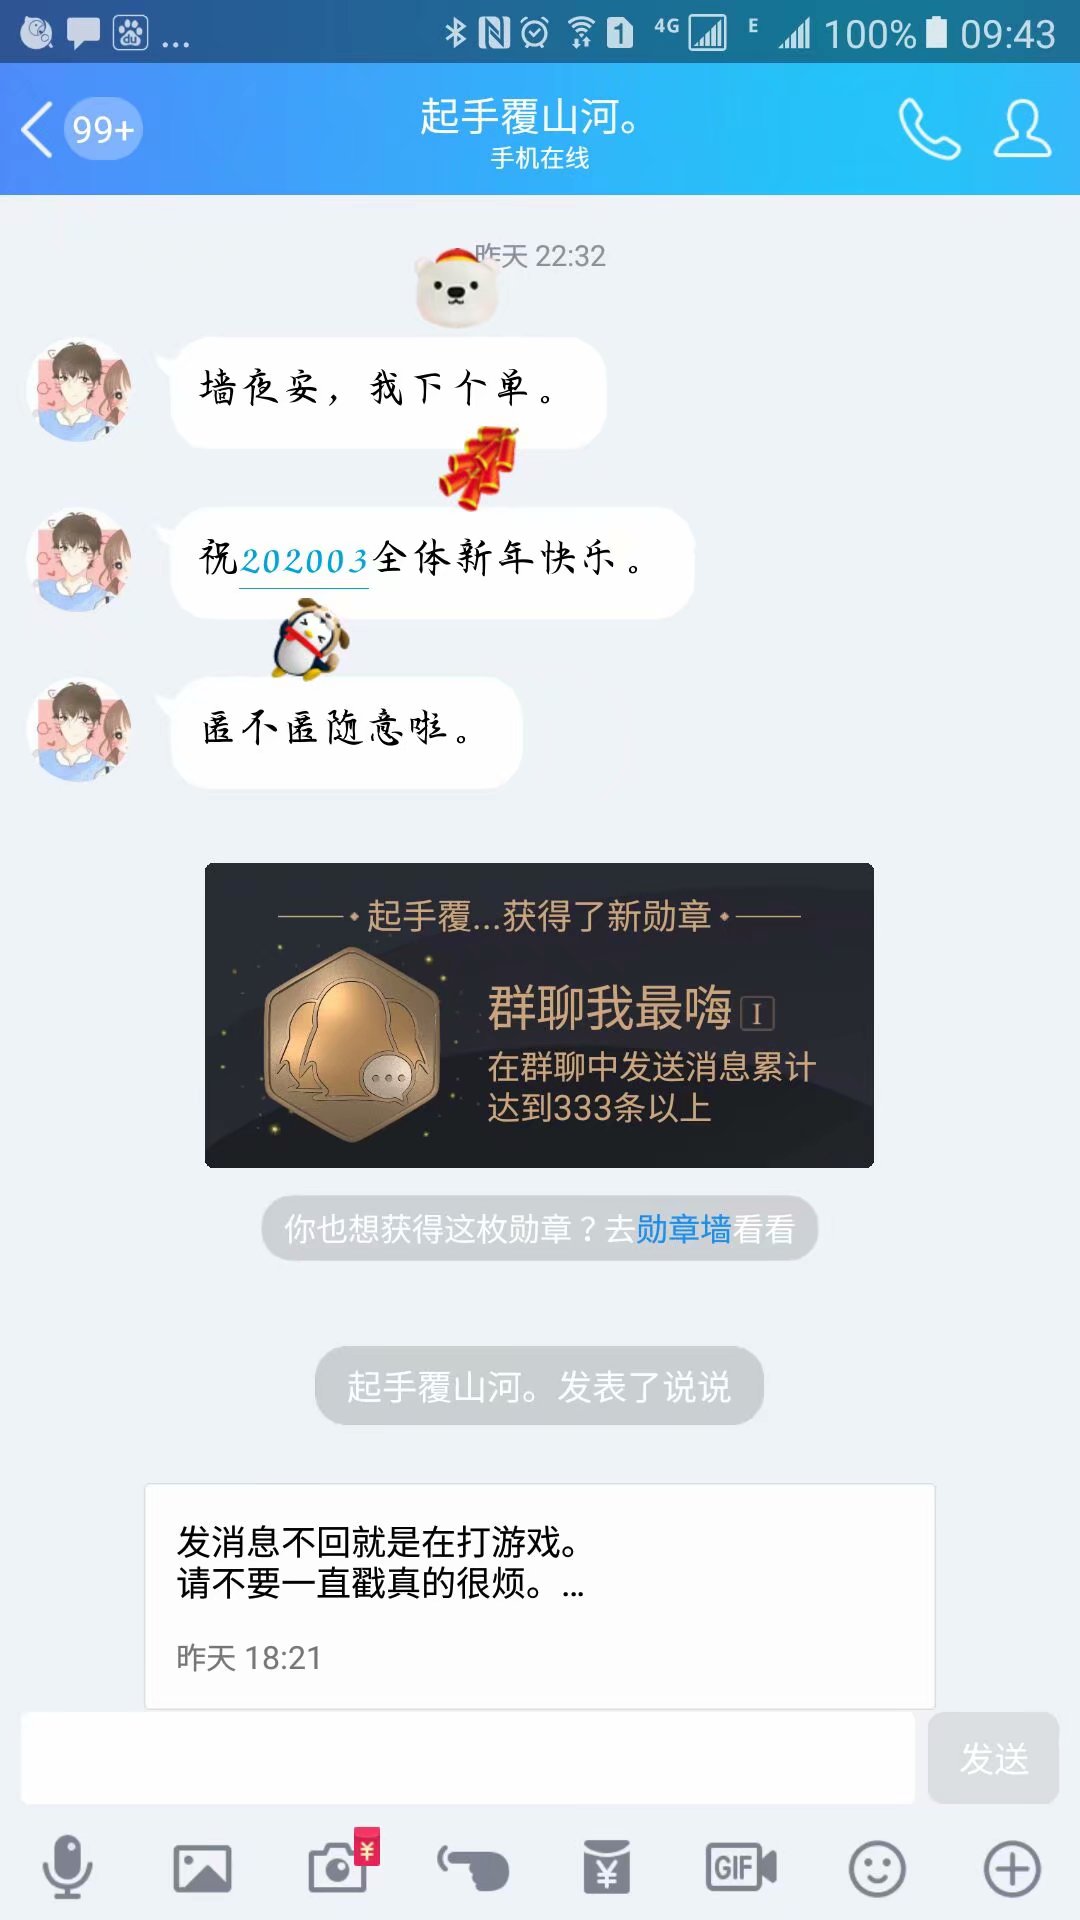 ... 4G E 100% 09:43
99+
起手覆山河。
手机在线
昨天 22:32
墙夜安，我下个单。
祝202003全体新年快乐。
匿不匿随意啦。
起手覆...获得了新勋章
群聊我最嗨 I
在群聊中发送消息累计
达到333条以上
你也想获得这枚勋章？去勋章墙看看
起手覆山河。发表了说说
发消息不回就是在打游戏。
请不要一直戳真的很烦。...
昨天 18:21
发送
GIF